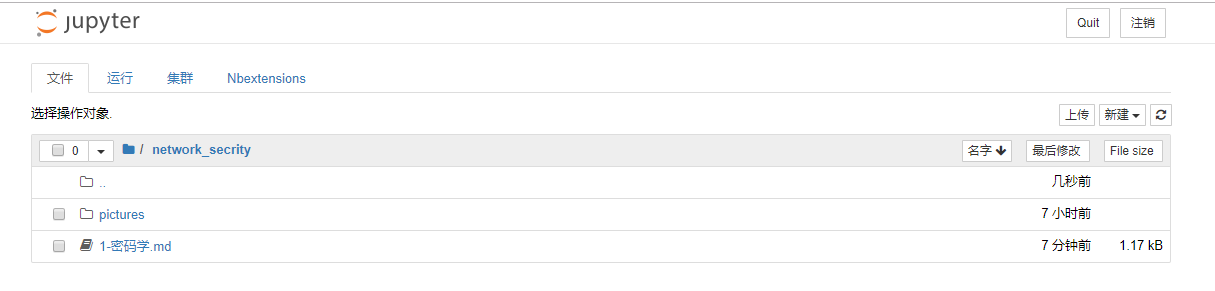 jupyter Quit 注销
文件 运行 集群 Nbextensions
选择操作对象. 上传 新建
0 / network_secrity 名字 最后修改 File size
.. 几秒前
pictures 7 小时前
1-密码学.md 7 分钟前 1.17 kB